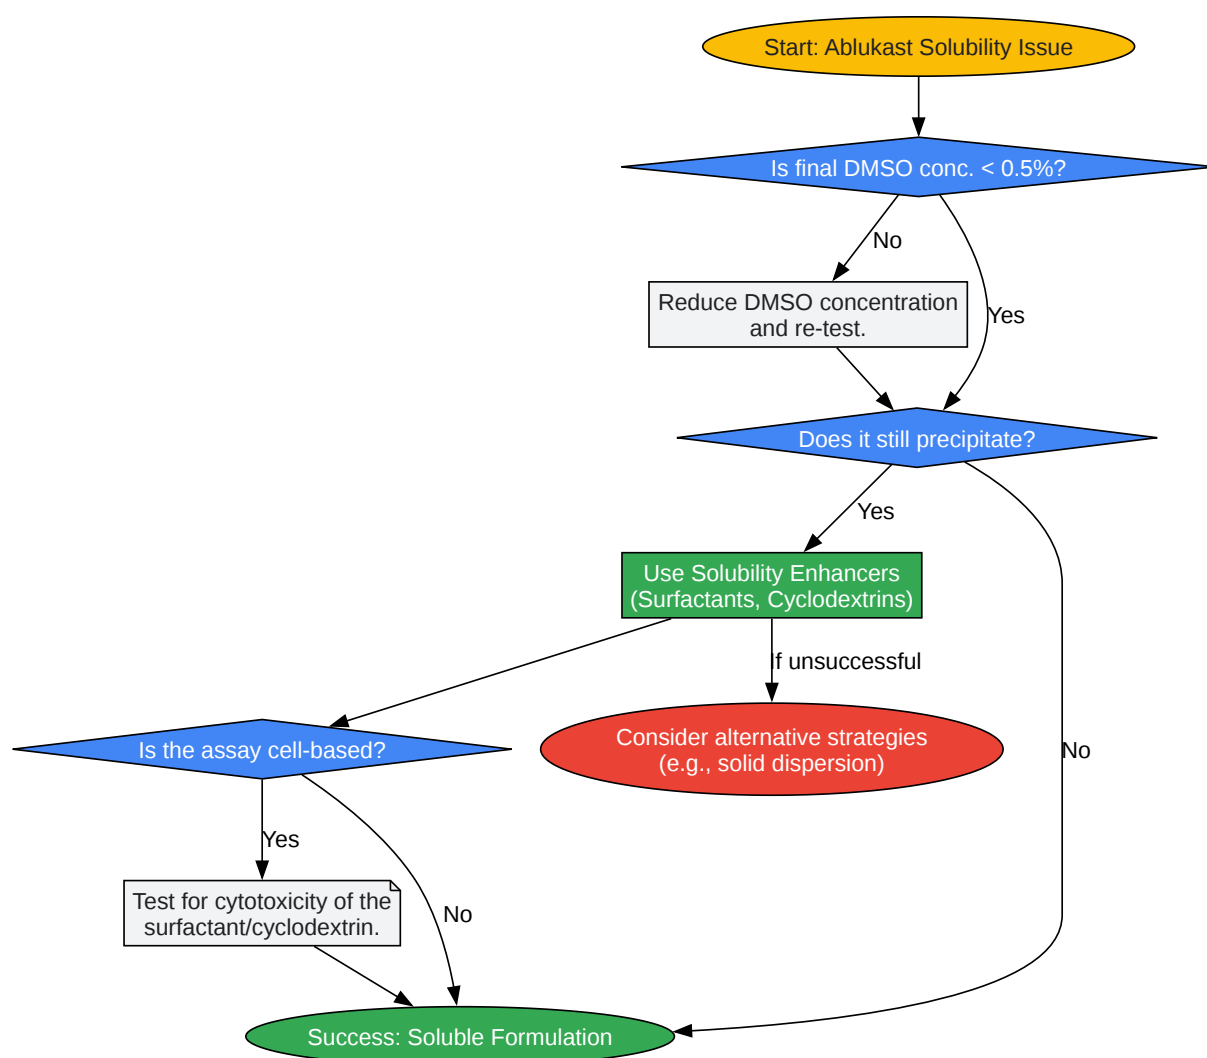 Start: Ablukast Solubility Issue
Is final DMSO conc. < 0.5%?
No
Yes
Reduce DMSO concentration
and re-test.
Does it still precipitate?
Yes
No
Use Solubility Enhancers
(Surfactants, Cyclodextrins)
If unsuccessful
Is the assay cell-based?
Consider alternative strategies
(e.g., solid dispersion)
Yes
No
Test for cytotoxicity of the
surfactant/cyclodextrin.
Success: Soluble Formulation